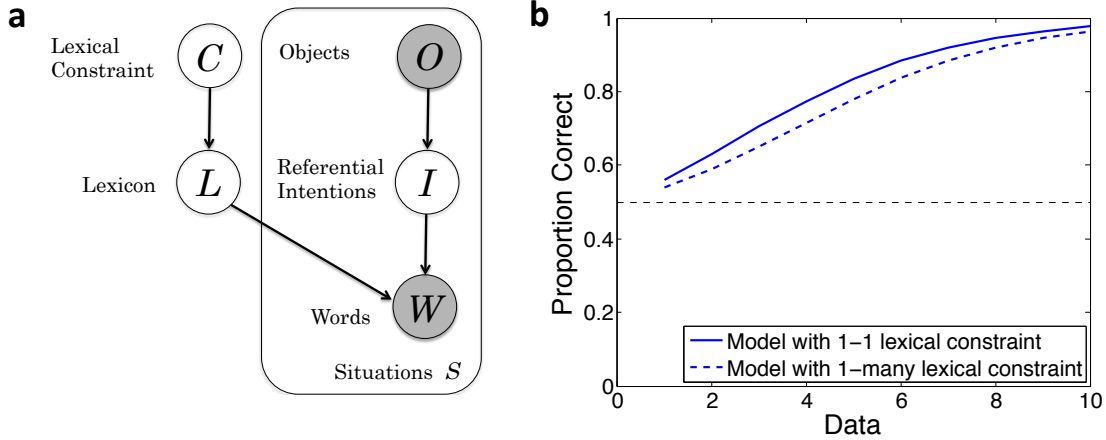 a
Lexical
Constraint
C
Objects
O
Lexicon
L
Referential
Intentions
I
Words
W
Situations S
b
Proportion Correct
1
0.8
0.6
0.4
0.2
0
0 2 4 6 8 10
Data
Model with 1−1 lexical constraint
Model with 1−many lexical constraint